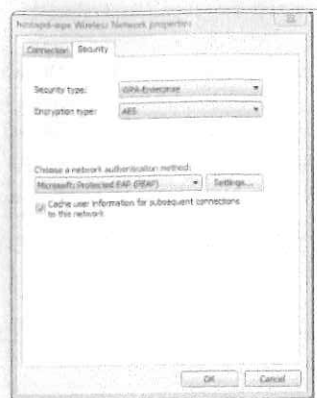 Wireless Network properties
Connection
Security
Security type:
WPA-Enterprise
Encryption type:
AES
Choose a network authentication method:
Microsoft: Protected EAP (PEAP)
Settings...
Cache user information for subsequent connections
to this network
OK
Cancel